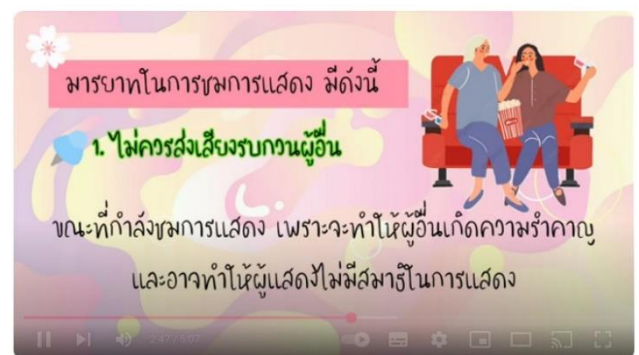 มารยาทในการชมการแสดง มีดังนี้
1. ไม่ควรส่งเสียงรบกวนผู้อื่น
ขณะที่กำลังชมการแสดง เพราะจะทำให้ผู้อื่นเกิดความรำคาญ
และอาจทำให้ผู้แสดงไม่มีสมาธิในการแสดง
2:47 / 5:07